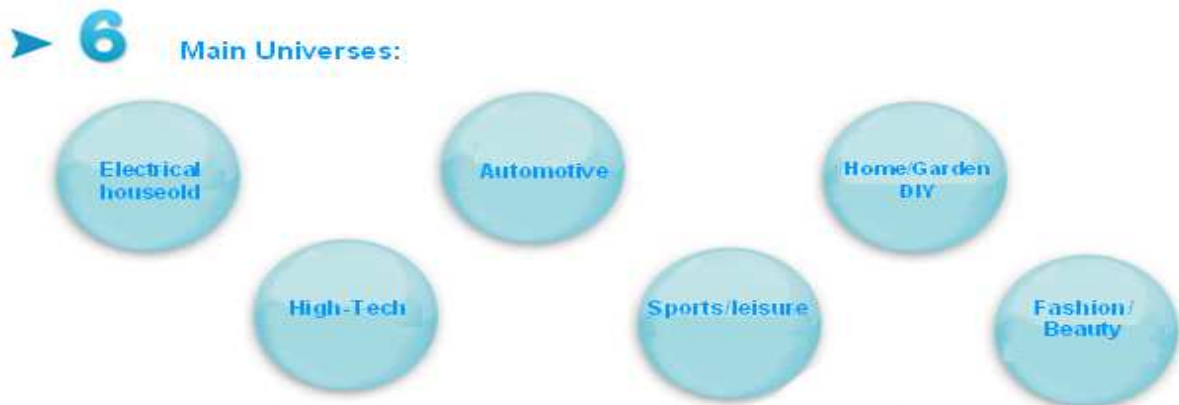 6 Main Universes:
Electrical
houseold
Automotive
Home/Garden
DIY
High-Tech
Sports/leisure
Fashion/
Beauty